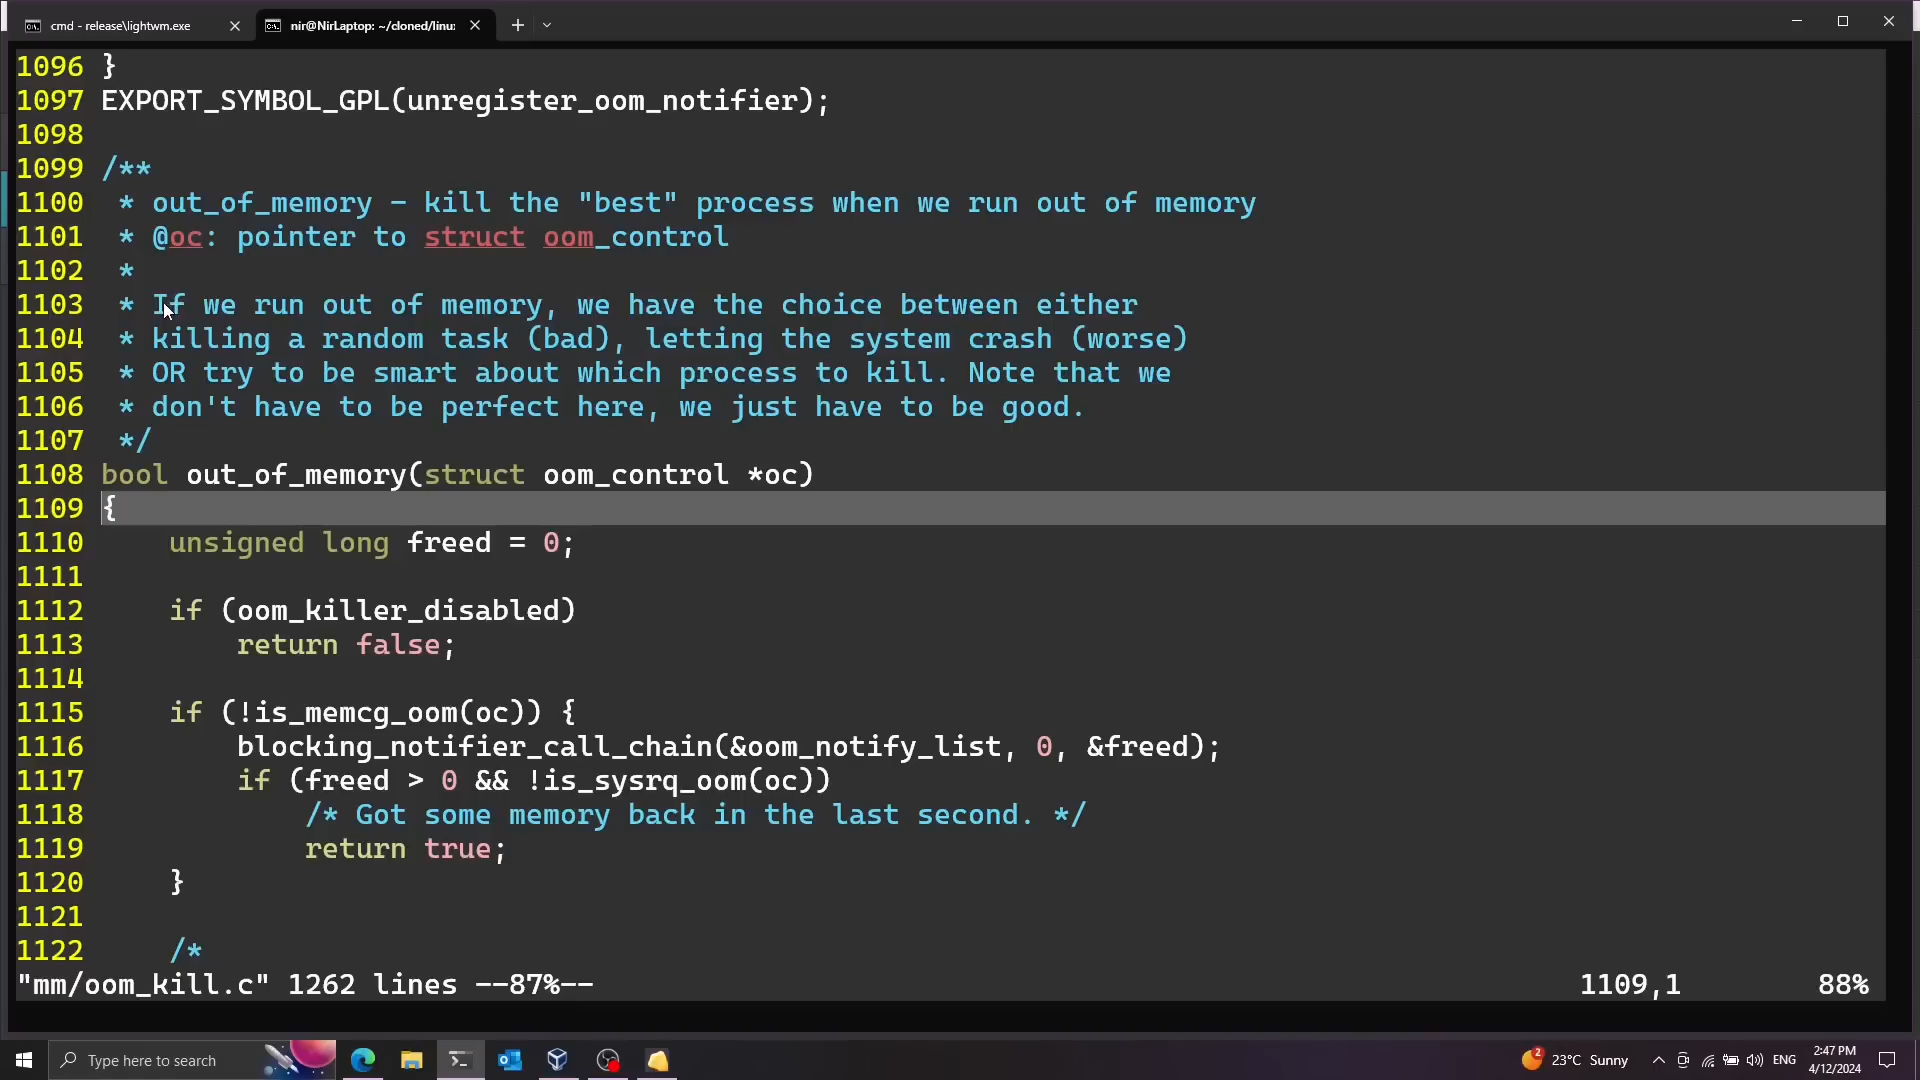 cmd - release\lightwm.exe
nir@NirLaptop: ~/cloned/linu
1096 }
1097 EXPORT_SYMBOL_GPL(unregister_oom_notifier);
1098
1099 /**
1100  * out_of_memory - kill the "best" process when we run out of memory
1101  * @oc: pointer to struct oom_control
1102  *
1103  * If we run out of memory, we have the choice between either
1104  * killing a random task (bad), letting the system crash (worse)
1105  * OR try to be smart about which process to kill. Note that we
1106  * don't have to be perfect here, we just have to be good.
1107  */
1108 bool out_of_memory(struct oom_control *oc)
1109 {
1110     unsigned long freed = 0;
1111
1112     if (oom_killer_disabled)
1113         return false;
1114
1115     if (!is_memcg_oom(oc)) {
1116         blocking_notifier_call_chain(&oom_notify_list, 0, &freed);
1117         if (freed > 0 && !is_sysrq_oom(oc))
1118             /* Got some memory back in the last second. */
1119             return true;
1120     }
1121
1122     /*
"mm/oom_kill.c" 1262 lines --87%-- 1109,1 88%
Type here to search
2
23°C Sunny
ENG
2:47 PM
4/12/2024